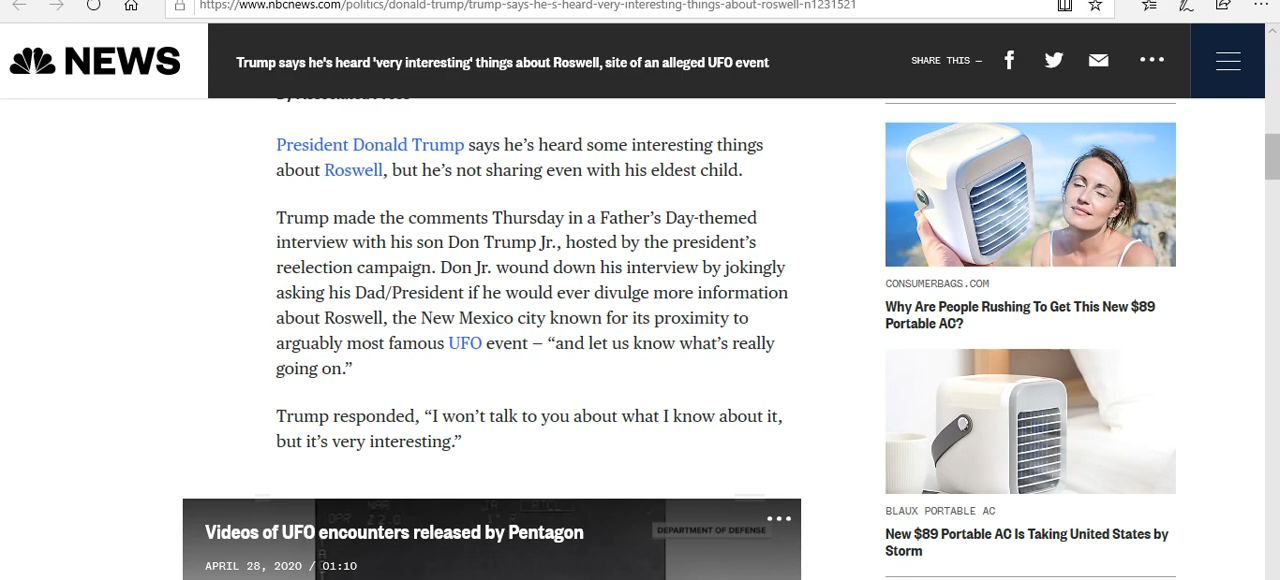 https://www.nbcnews.com/politics/donald-trump/trump-says-he-s-heard-very-interesting-things-about-roswell-n1231521
NEWS
Trump says he's heard 'very interesting' things about Roswell, site of an alleged UFO event
SHARE THIS —
By Associated Press
President Donald Trump says he’s heard some interesting things
about Roswell, but he’s not sharing even with his eldest child.
Trump made the comments Thursday in a Father’s Day-themed
interview with his son Don Trump Jr., hosted by the president’s
reelection campaign. Don Jr. wound down his interview by jokingly
asking his Dad/President if he would ever divulge more information
about Roswell, the New Mexico city known for its proximity to
arguably most famous UFO event — “and let us know what’s really
going on.”
Trump responded, “I won’t talk to you about what I know about it,
but it’s very interesting.”
Videos of UFO encounters released by Pentagon
DEPARTMENT OF DEFENSE
APRIL 28, 2020 / 01:10
CONSUMERBAGS.COM
Why Are People Rushing To Get This New $89
Portable AC?
BLAUX PORTABLE AC
New $89 Portable AC Is Taking United States by
Storm